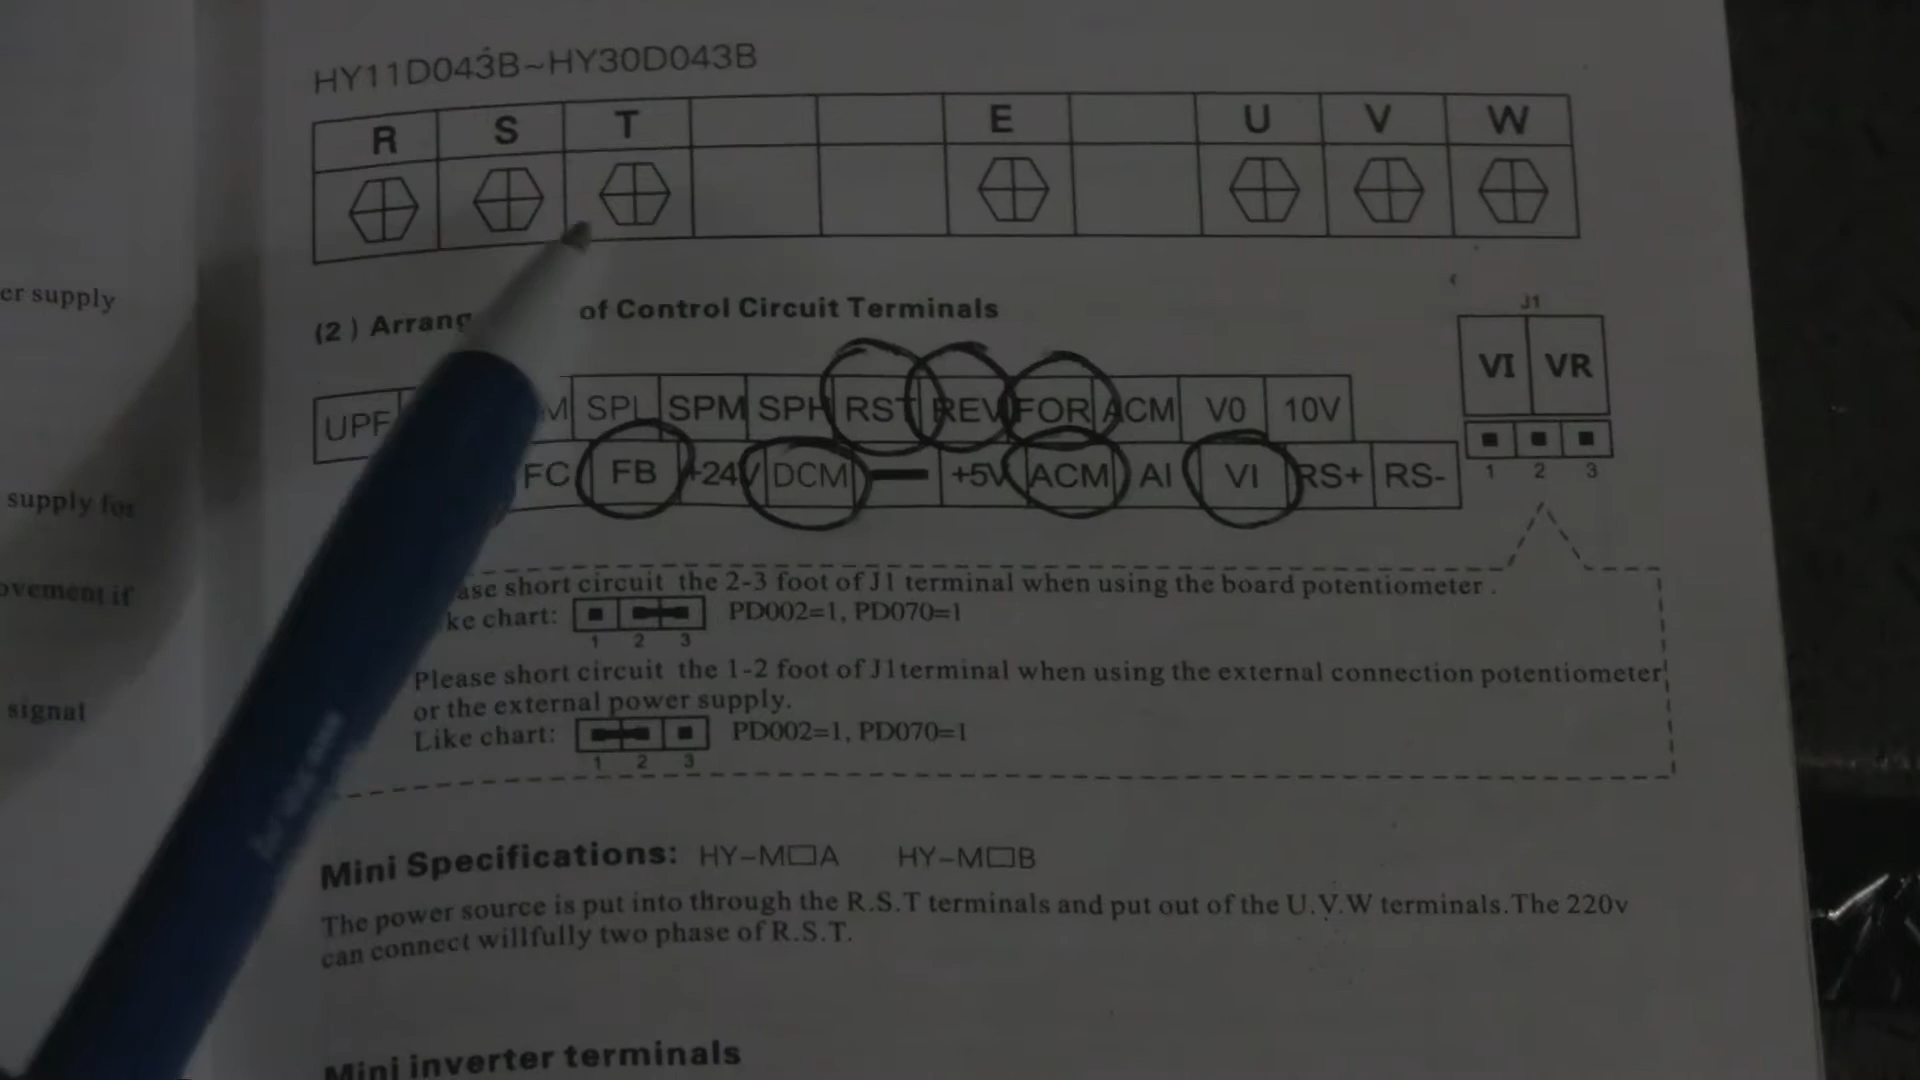 HY11D043B~HY30D043B
R S T E U V W
er supply
(2) Arrang of Control Circuit Terminals
J1
VI VR
UPF M SPL SPM SPH RST REV FOR ACM V0 10V
FC FB +24V DCM +5V ACM AI VI RS+ RS-
1 2 3
supply for
ase short circuit the 2-3 foot of J1 terminal when using the board potentiometer.
ke chart: PD002=1, PD070=1
1 2 3
ovement if
Please short circuit the 1-2 foot of J1terminal when using the external connection potentiometer
or the external power supply.
signal
Like chart: PD002=1, PD070=1
1 2 3
Mini Specifications: HY-M□A HY-M□B
The power source is put into through the R.S.T terminals and put out of the U.V.W terminals.The 220v
can connect willfully two phase of R.S.T.
Mini inverter terminals